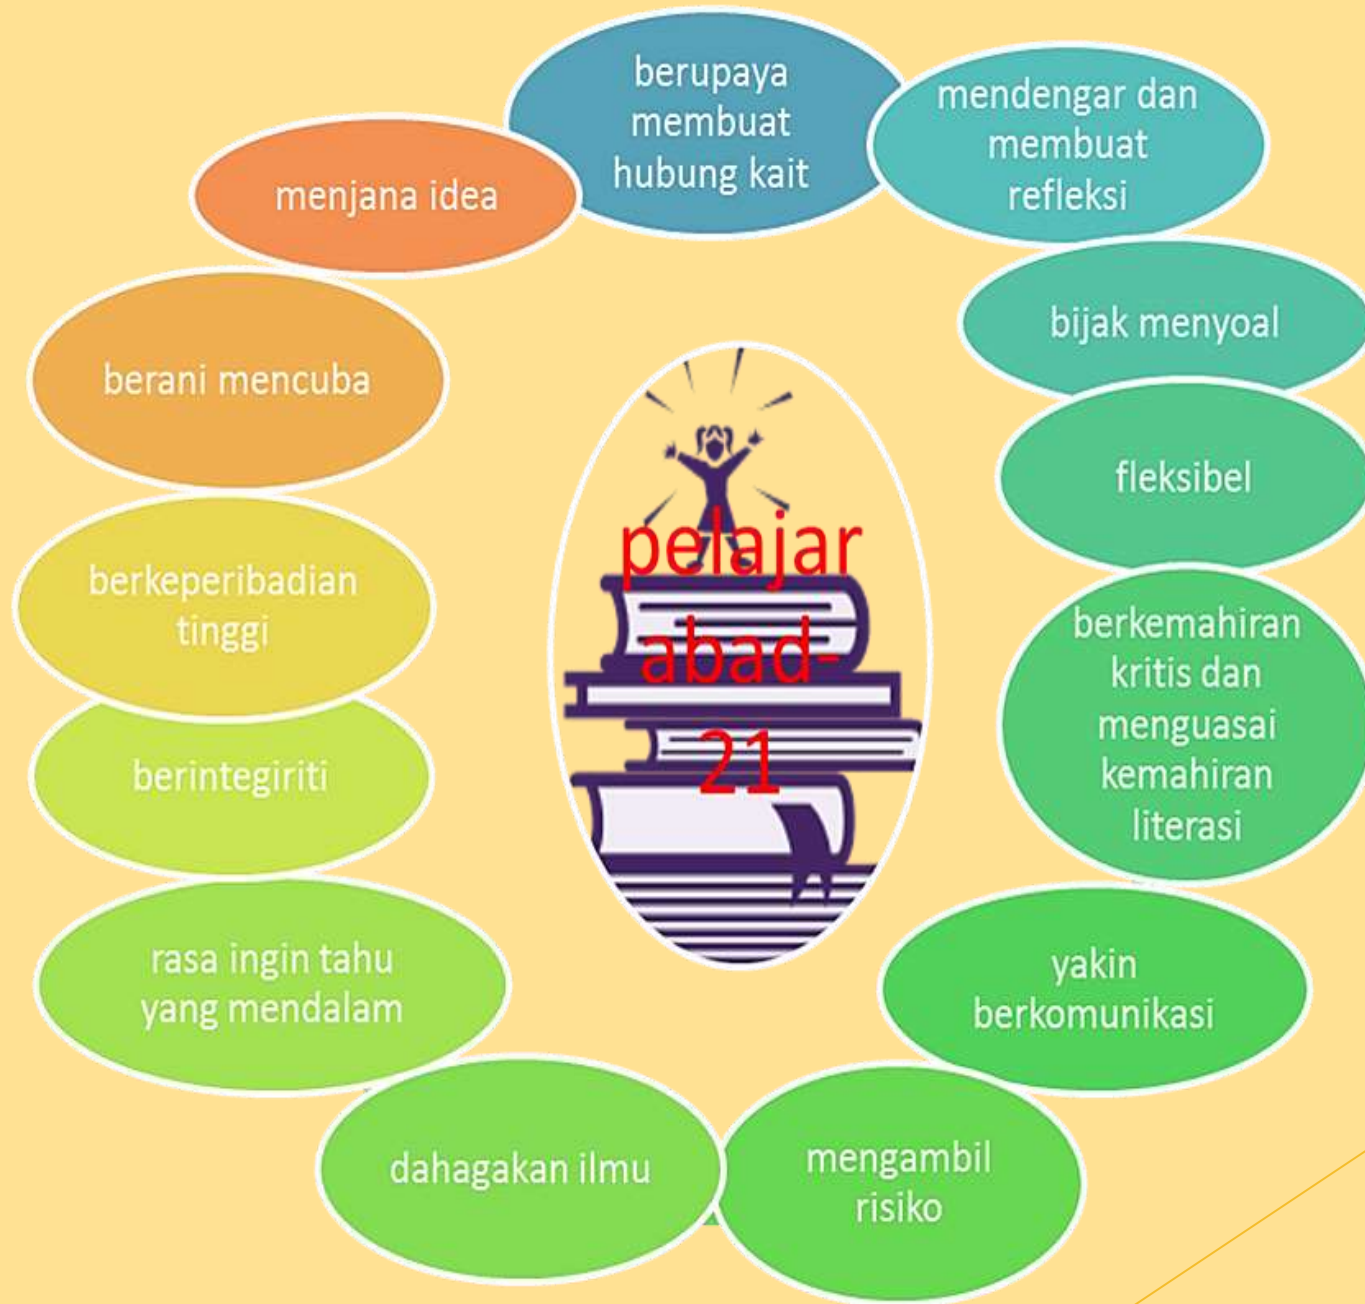 berupaya
membuat
hubung kait
mendengar dan
membuat
refleksi
bijak menyoal
fleksibel
berkemahiran
kritis dan
menguasai
kemahiran
literasi
yakin
berkomunikasi
mengambil
risiko
dahagakan ilmu
rasa ingin tahu
yang mendalam
berintegiriti
berkeperibadian
tinggi
berani mencuba
menjana idea
pelajar
abad-
21